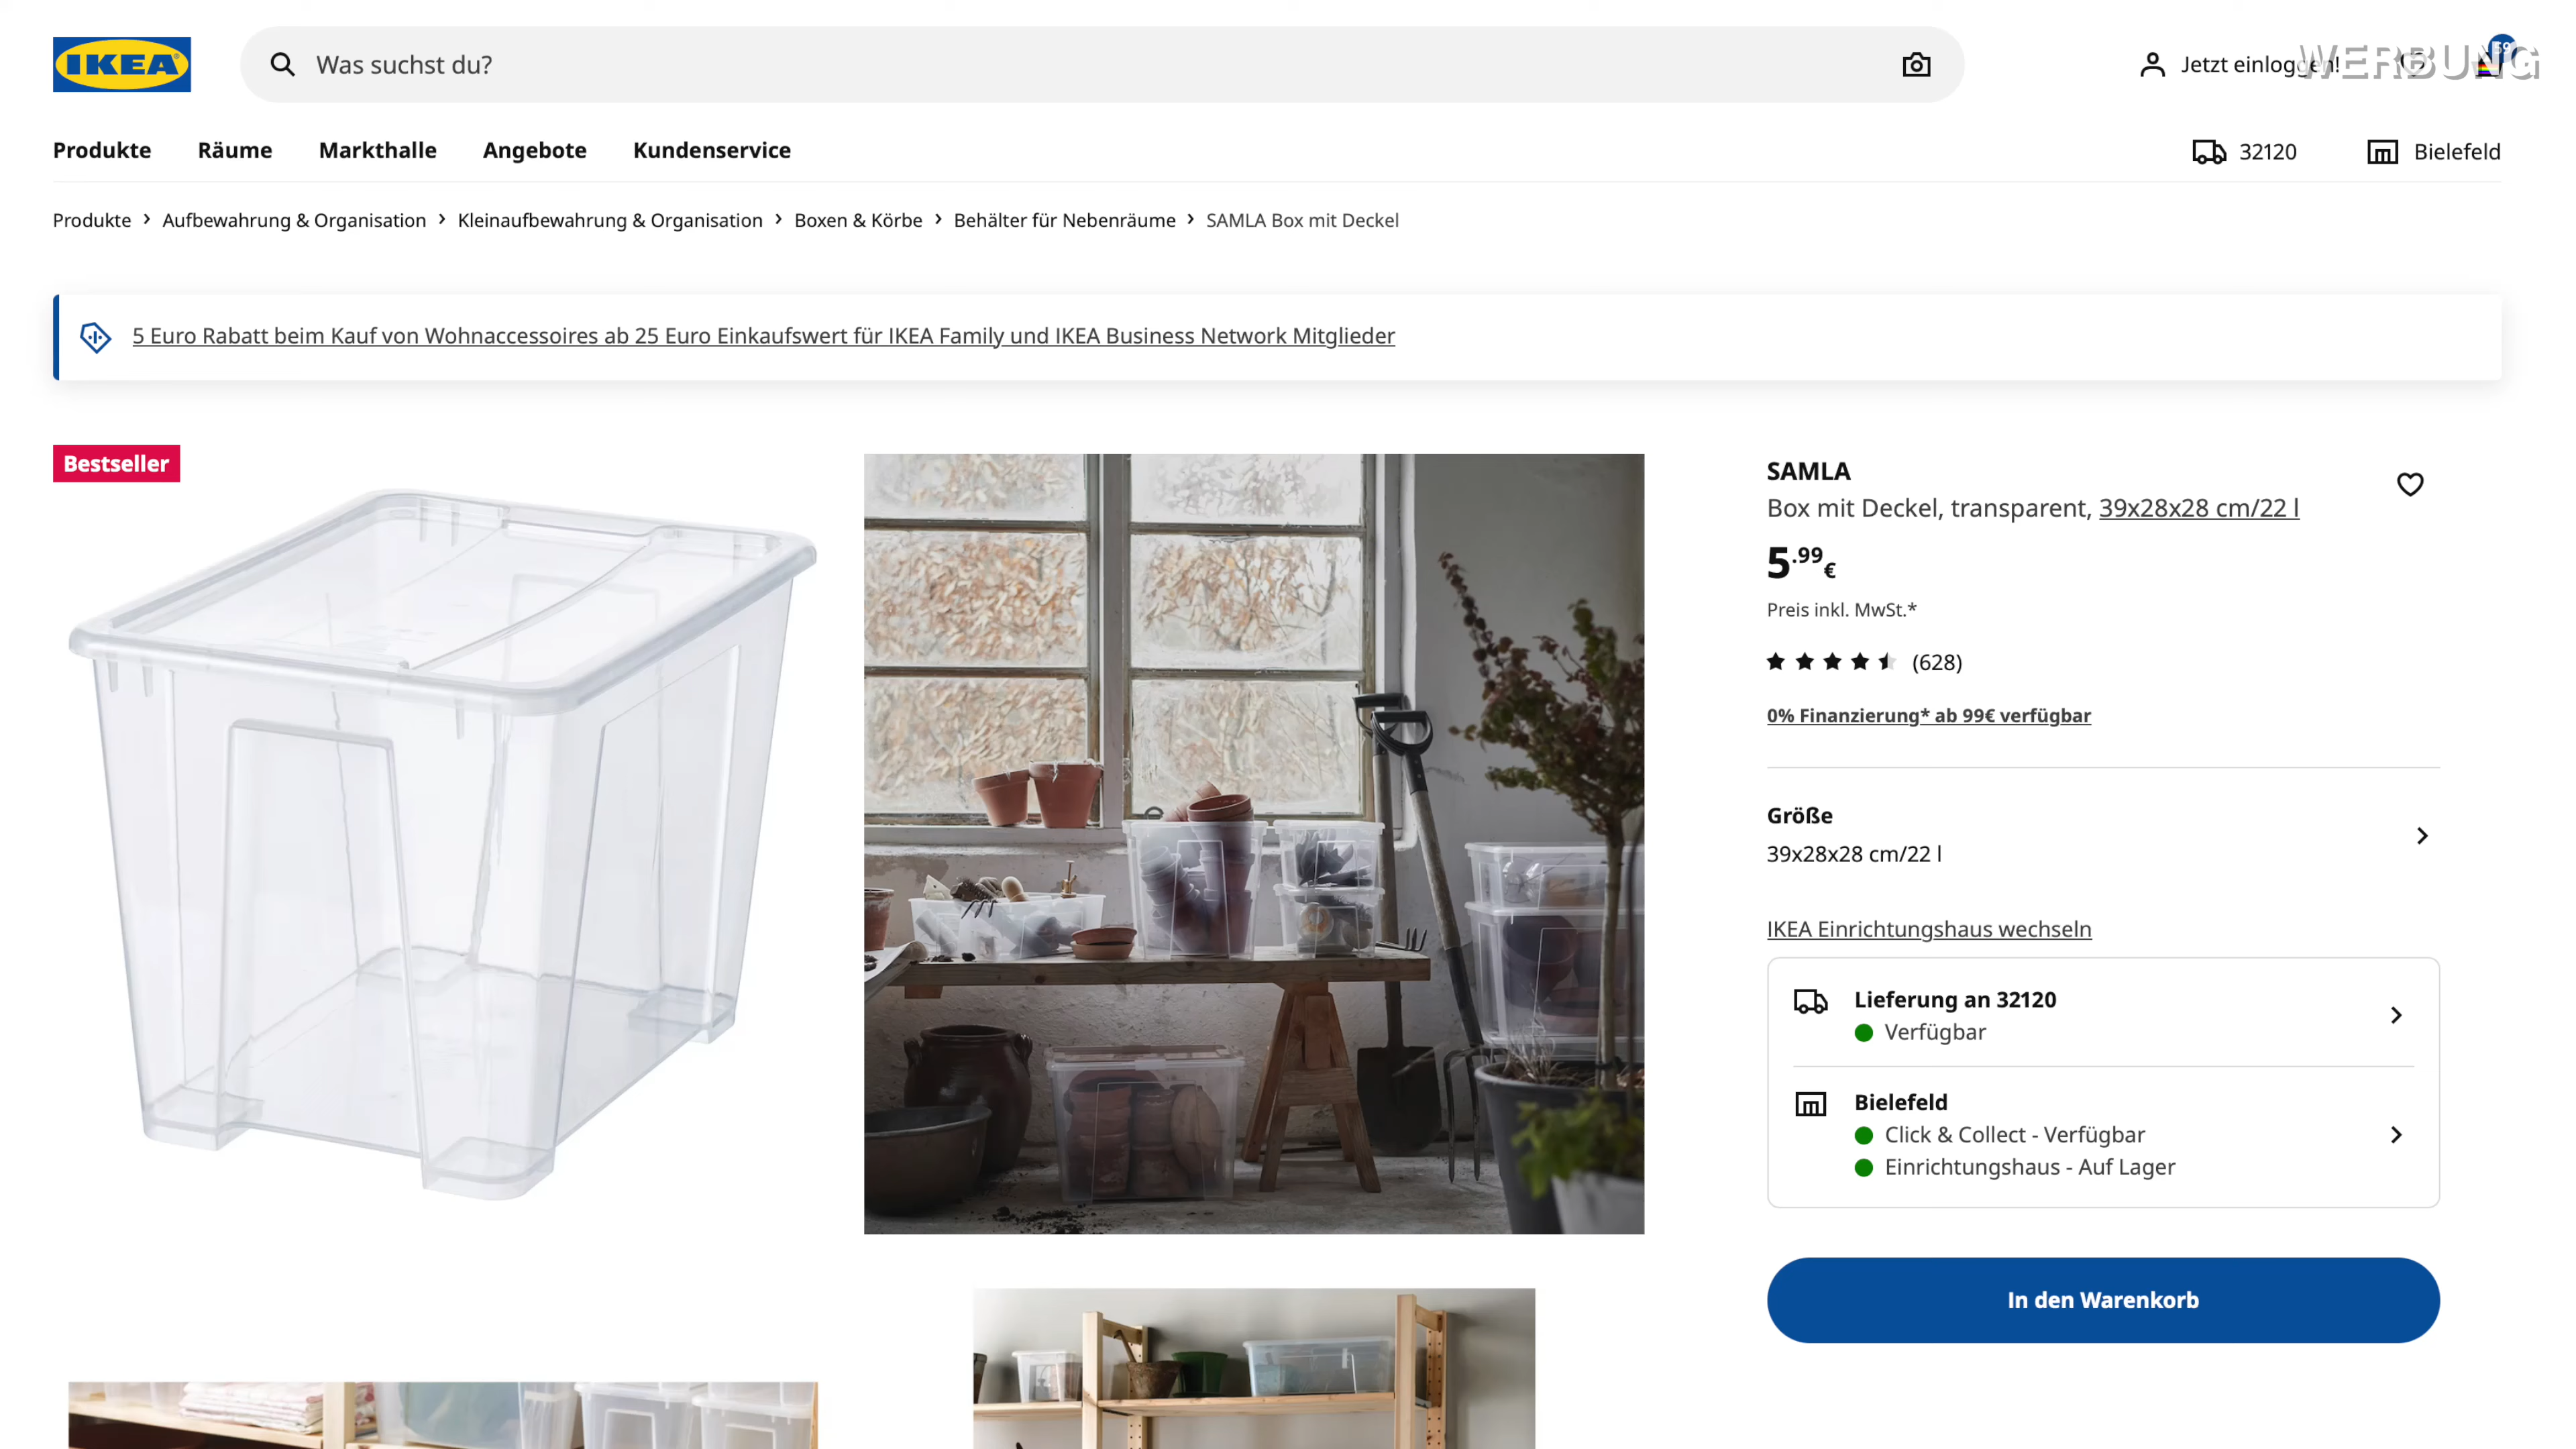 IKEA
Was suchst du?
Jetzt einloggen!
WERBUNG
59
Produkte
Räume
Markthalle
Angebote
Kundenservice
32120
Bielefeld
Produkte > Aufbewahrung & Organisation > Kleinaufbewahrung & Organisation > Boxen & Körbe > Behälter für Nebenräume > SAMLA Box mit Deckel
5 Euro Rabatt beim Kauf von Wohnaccessoires ab 25 Euro Einkaufswert für IKEA Family und IKEA Business Network Mitglieder
Bestseller
SAMLA
Box mit Deckel, transparent, 39x28x28 cm/22 l
5.99€
Preis inkl. MwSt.*
(628)
0% Finanzierung* ab 99€ verfügbar
Größe
39x28x28 cm/22 l
IKEA Einrichtungshaus wechseln
Lieferung an 32120
Verfügbar
Bielefeld
Click & Collect - Verfügbar
Einrichtungshaus - Auf Lager
In den Warenkorb